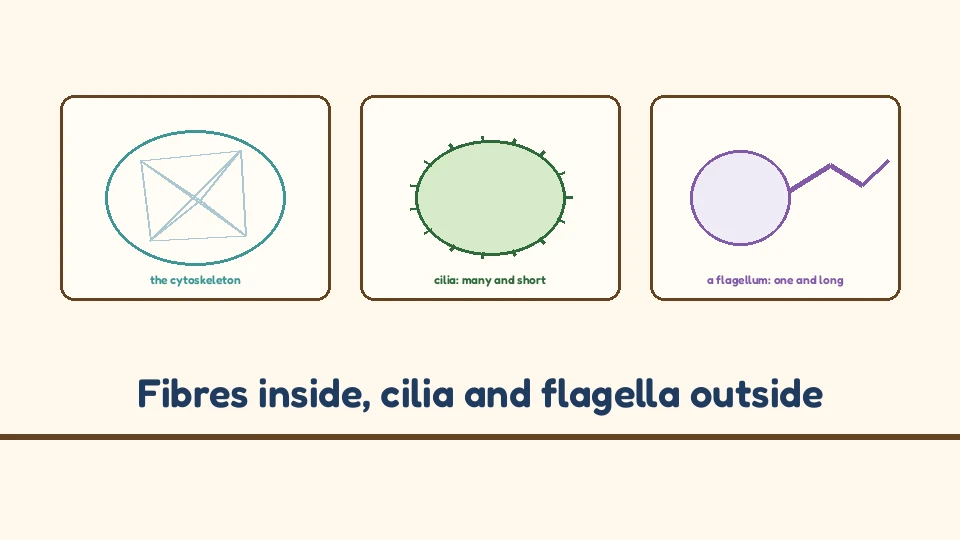 the cytoskeleton
cilia: many and short
a flagellum: one and long
Fibres inside, cilia and flagella outside